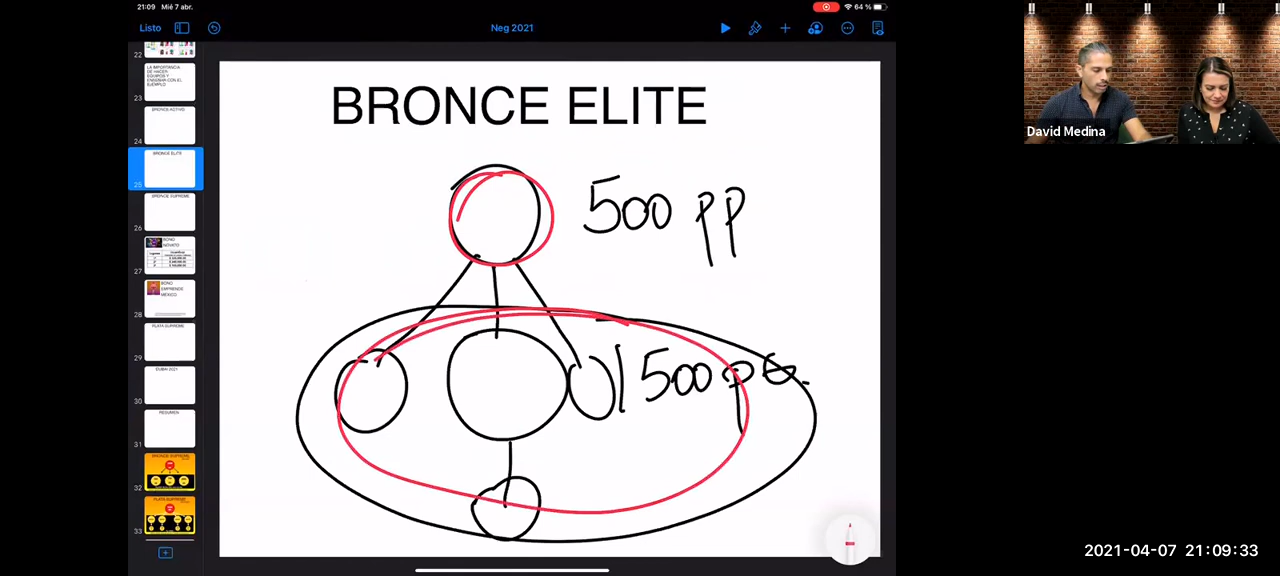 21:09 Mié 7 abr.
64 %
Listo
Neg 2021
22
LA IMPORTANCIA
DE HACER
EQUIPOS Y
ENSEÑAR CON EL
EJEMPLO
23
BRONCE ACTIVO
24
BRONCE ELITE
25
BRONCE SUPREME
26
BONO
27
BONO
EMPRENDE
MEXICO
28
PLATA SUPREME
29
DUBAI 2021
30
RESUMEN
31
BRONCE SUPREME
32
PLATA SUPREME
33
BRONCE ELITE
500 pp
1500 pg.
David Medina
2021-04-07 21:09:33